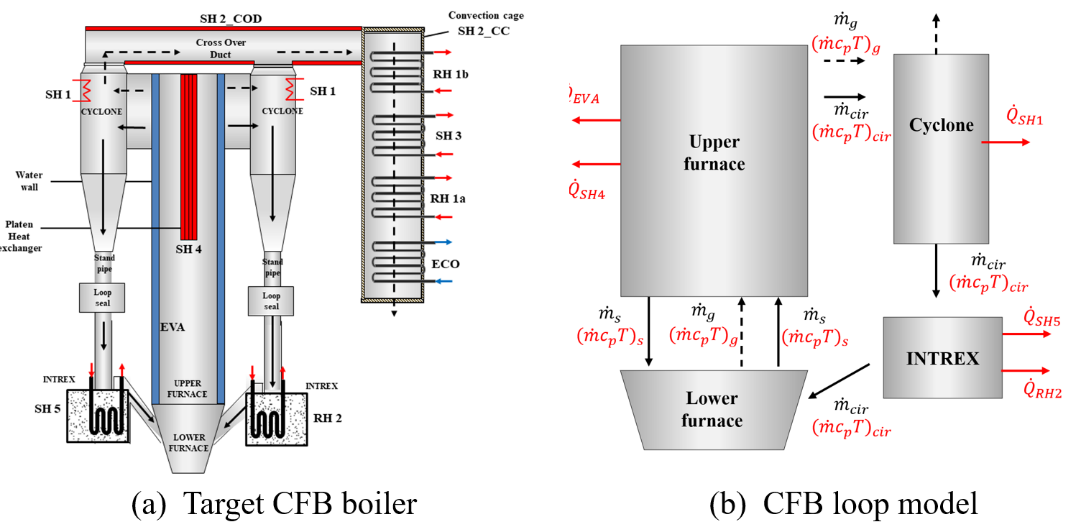 SH 2_COD
Cross Over
Duct
Convection cage
SH 2_CC
RH 1b
SH 1
SH 1
CYCLONE
CYCLONE
SH 3
Water
wall
RH 1a
Platen
Heat
exchanger
SH 4
Stand
pipe
Stand
pipe
ECO
Loop
seal
Loop
seal
EVA
INTREX
UPPER
FURNACE
INTREX
SH 5
RH 2
LOWER
FURNACE
(a) Target CFB boiler
ṁg
(ṁcpT)g
Q̇EVA
Upper
furnace
ṁcir
(ṁcpT)cir
Cyclone
Q̇SH1
Q̇SH4
ṁcir
(ṁcpT)cir
ṁs
(ṁcpT)s
ṁg
(ṁcpT)g
ṁs
(ṁcpT)s
Q̇SH5
INTREX
Q̇RH2
Lower
furnace
ṁcir
(ṁcpT)cir
(b) CFB loop model